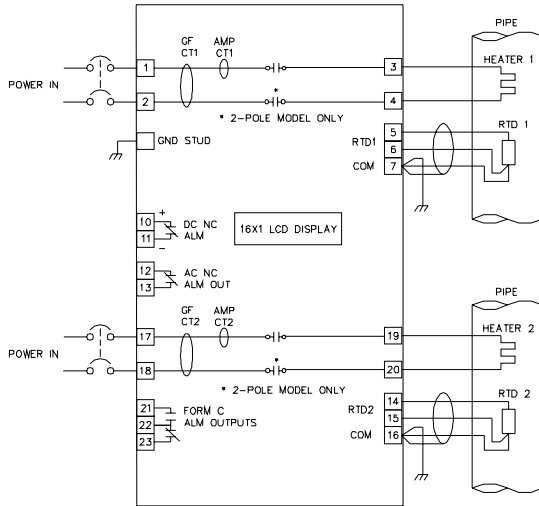 PIPE
GF AMP
CT1 CT1
HEATER 1
1
3
POWER IN
2
*
4
* 2-POLE MODEL ONLY
5
RTD 1
GND STUD
RTD1
6
COM
7
+
10
DC NC
16X1 LCD DISPLAY
11
ALM
–
12
AC NC
13
ALM OUT
PIPE
GF AMP
CT2 CT2
HEATER 2
17
19
POWER IN
18
*
20
* 2-POLE MODEL ONLY
14
RTD 2
21
FORM C
RTD2
15
22
ALM OUTPUTS
COM
16
23